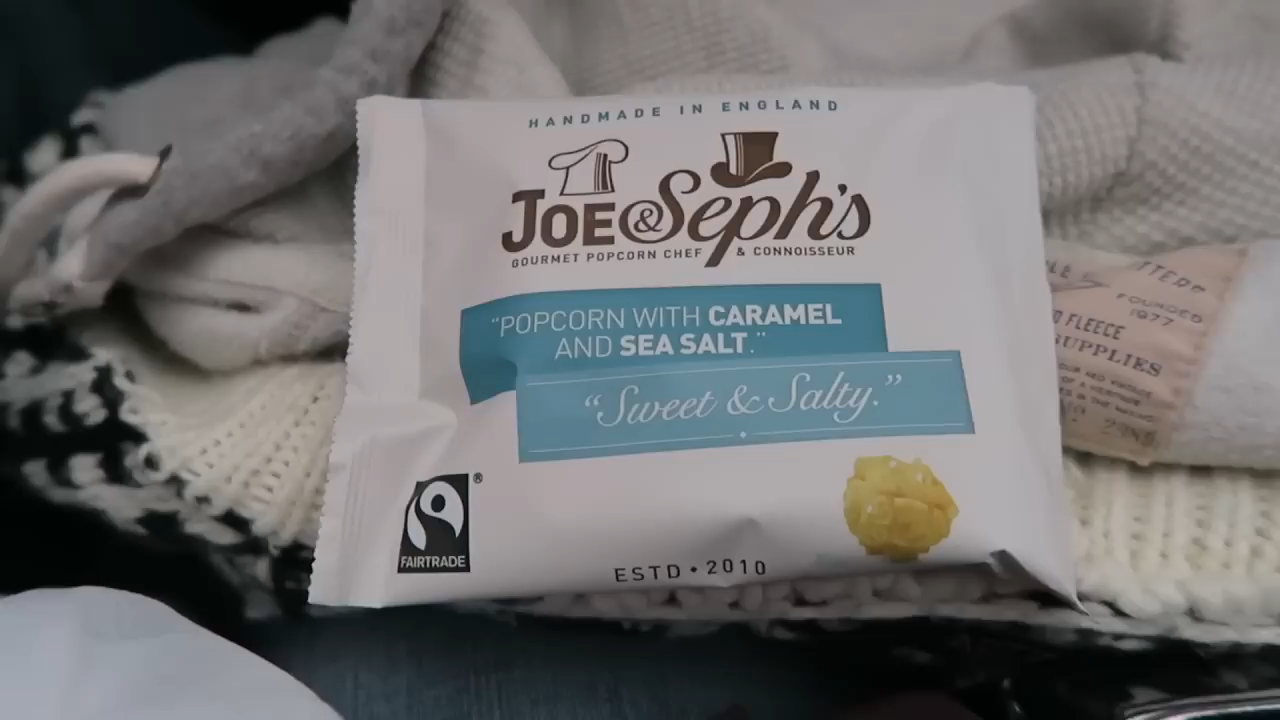 HANDMADE IN ENGLAND
JOE & Seph's
GOURMET POPCORN CHEF & CONNOISSEUR
"POPCORN WITH CARAMEL
AND SEA SALT."
"Sweet & Salty."
FAIRTRADE
®
ESTD • 2010
FOUNDED
1977
FLEECE
SUPPLIES